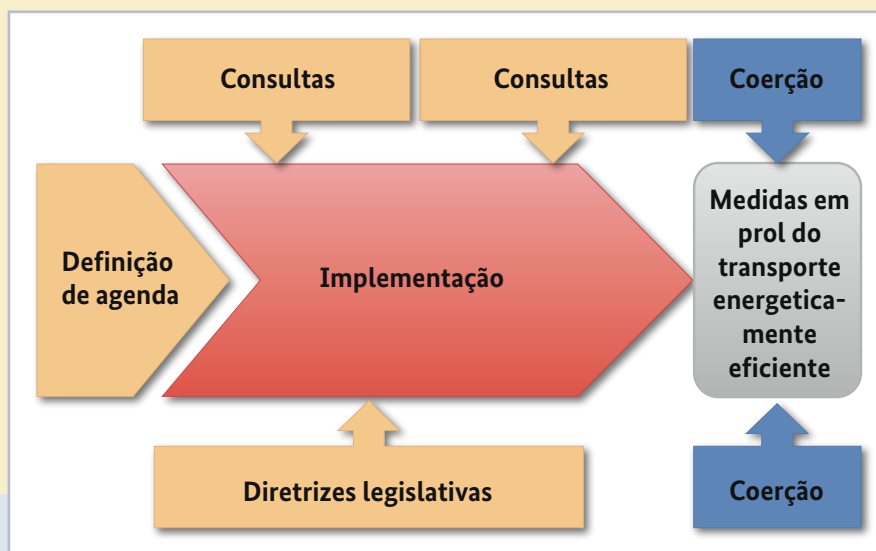 Consultas
Consultas
Coerção
Definição
de agenda
Implementação
Medidas em
prol do
transporte
energetica-
mente
eficiente
Diretrizes legislativas
Coerção